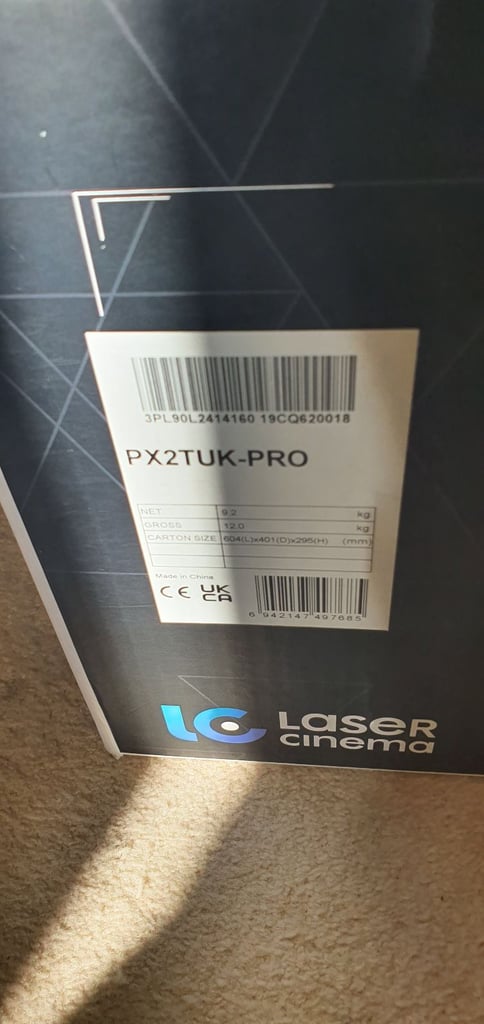 3PL90L2414160 19CQ620018
PX2TUK-PRO
NET 9.2 kg
GROSS 12.0 kg
CARTON SIZE 604(L)x401(D)x295(H) (mm)
Made in China
CE UK CA
6 942147 497685
LC LASER CINEMA